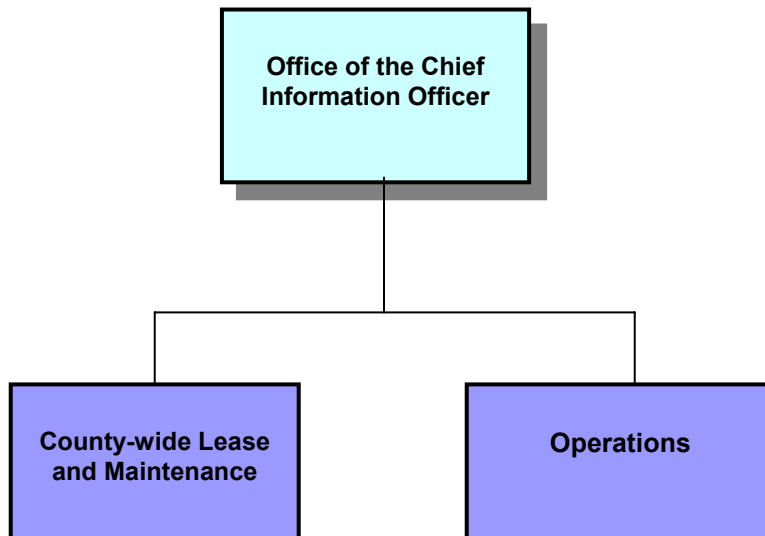 Office of the Chief
Information Officer
County-wide Lease
and Maintenance
Operations